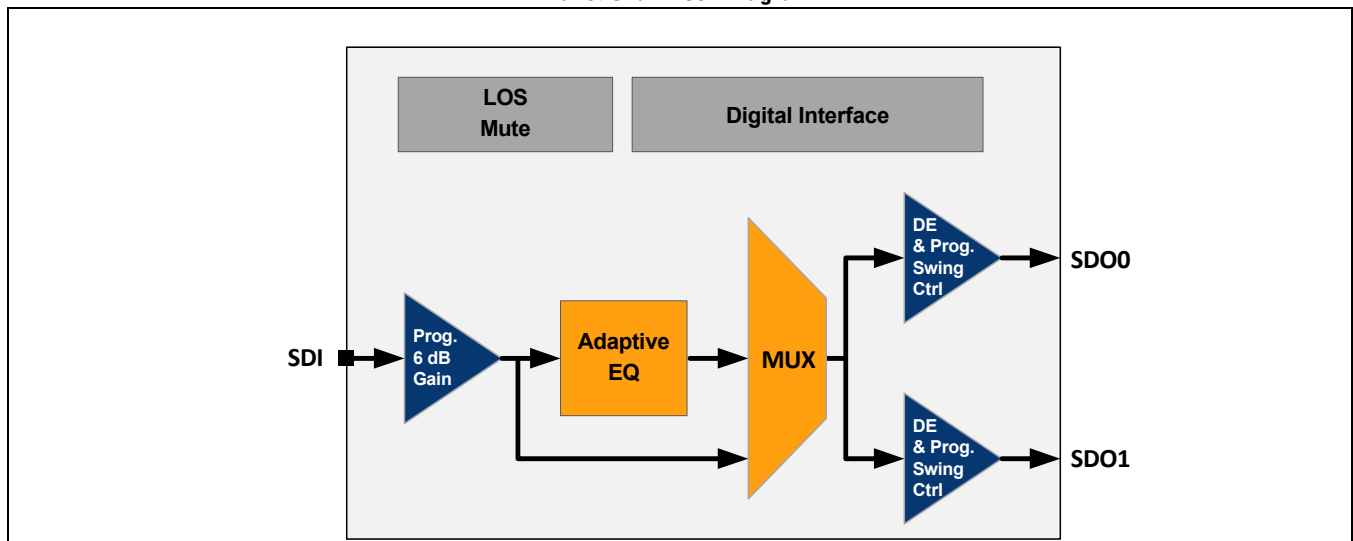 LOS
Mute
Digital Interface
DE
& Prog.
Swing
Ctrl
SDO0
Prog.
6 dB
Gain
SDI
Adaptive
EQ
MUX
DE
& Prog.
Swing
Ctrl
SDO1